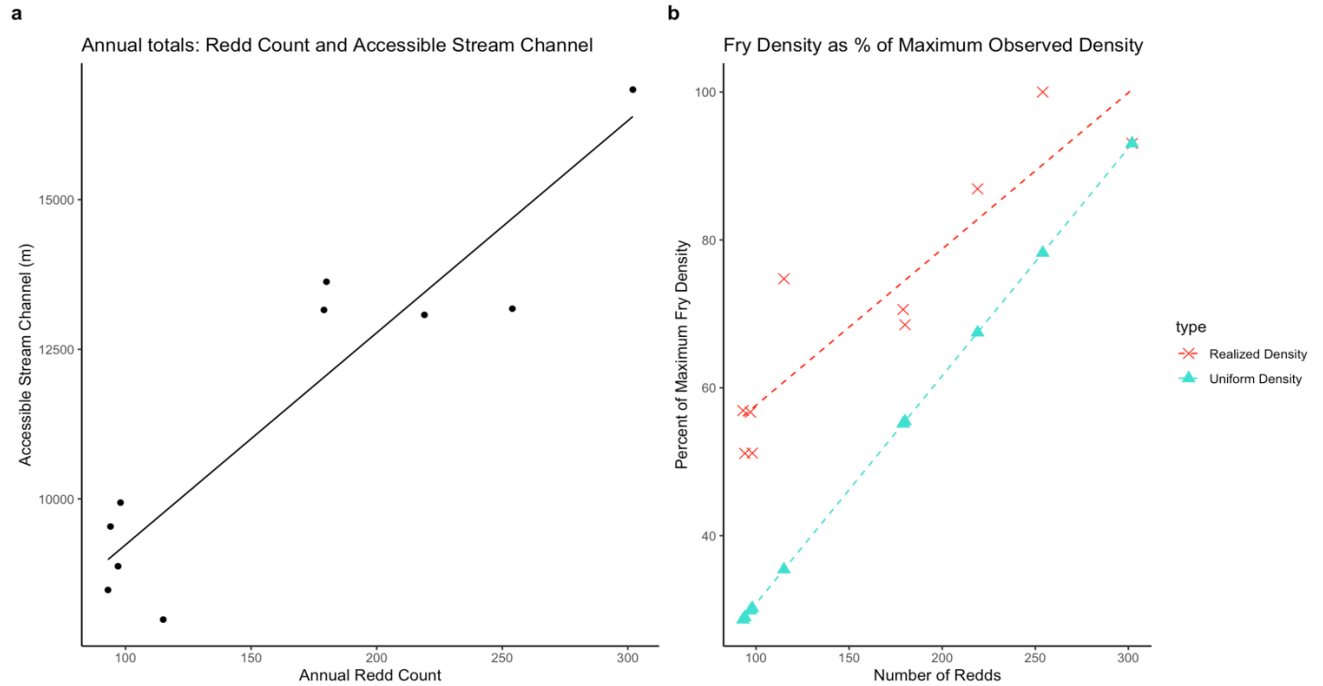 a
Annual totals: Redd Count and Accessible Stream Channel
Accessible Stream Channel (m)
15000
12500
10000
100 150 200 250 300
Annual Redd Count
b
Fry Density as % of Maximum Observed Density
Percent of Maximum Fry Density
100
80
60
40
100 150 200 250 300
Number of Redds
type
Realized Density
Uniform Density